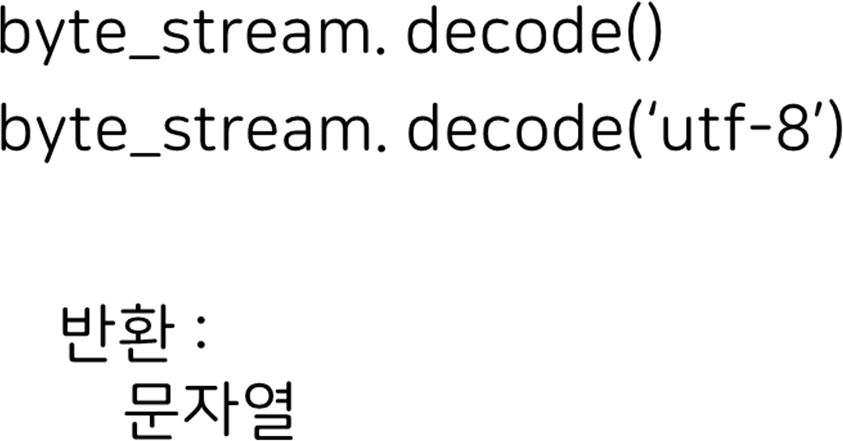 byte_stream. decode()
byte_stream. decode(‘utf-8’)
반환 :
문자열